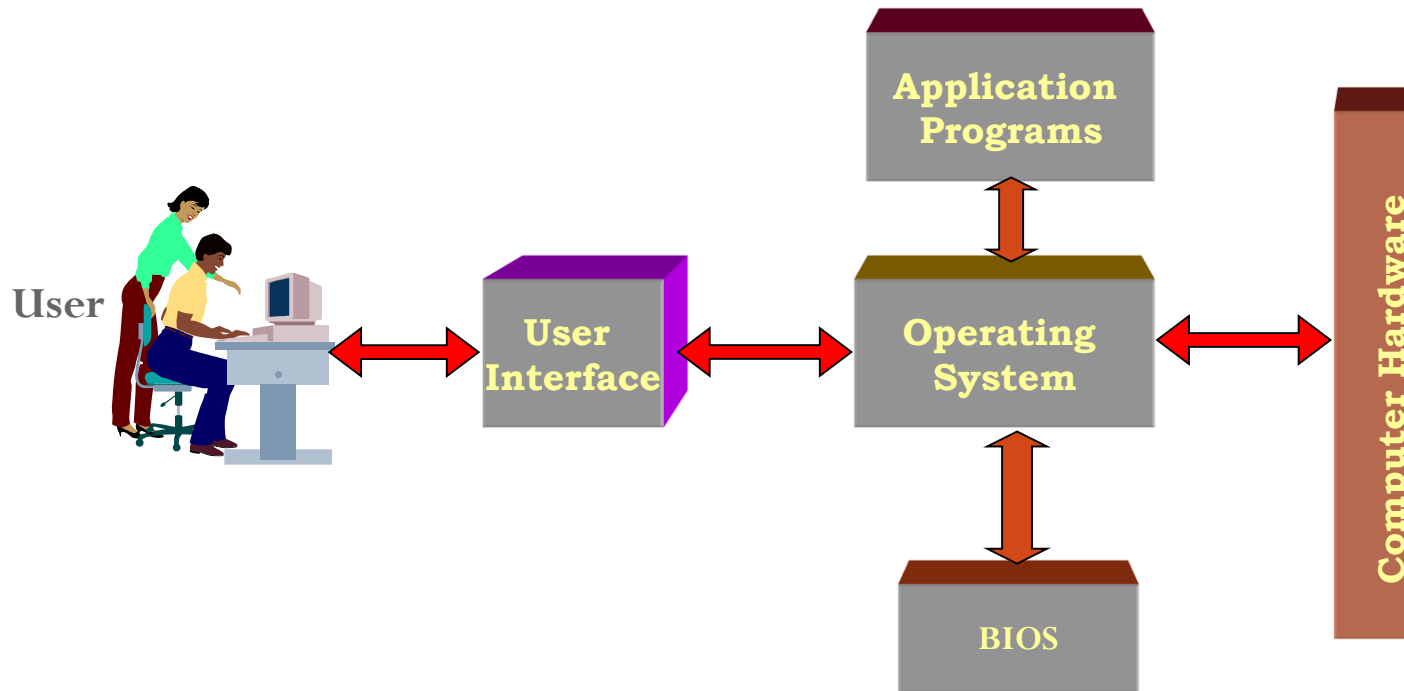 User
User
Interface
Application
Programs
Operating
System
BIOS
Computer Hardware